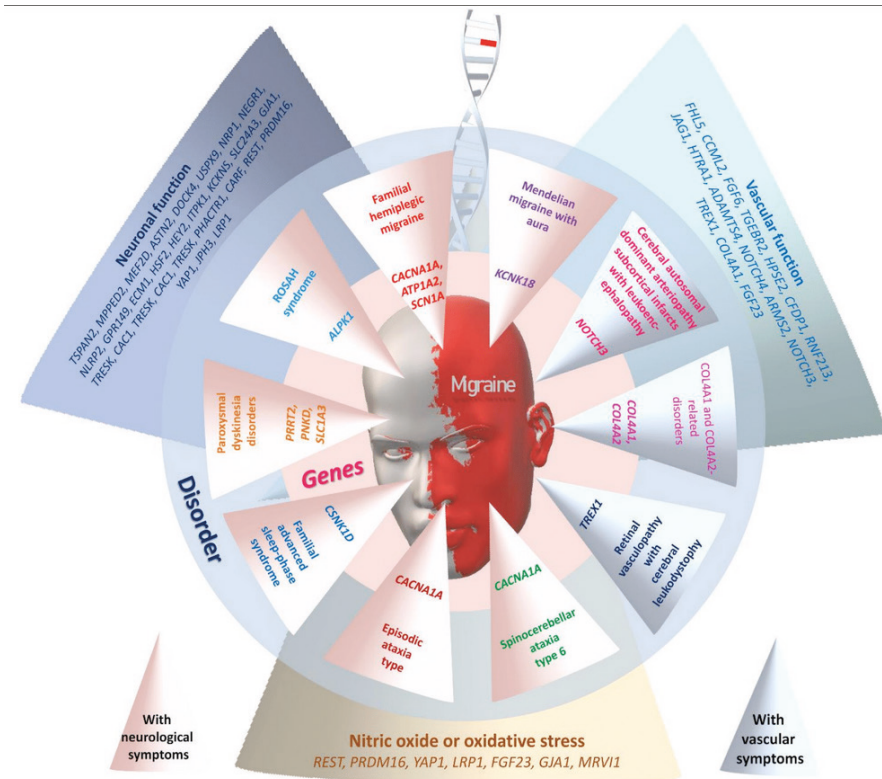 Neuronal function
TSPAN2, MPPED2, MEF2D, ASTN2, DOCK4, USPX9, NRP1, NEGR1,
NLRP2, GPR149, ECM1, HSF2, HEY2, ITPK1, KCKNS, SLC24A3, GJA1,
TRESK, CAC1, TRESK, CAC1, TRESK, PHACTR1, CARF, REST, PRDM16,
YAP1, JPH3, LRP1
Vascular function
FHL5, CCML2, FGF6, TGEBR2, HPSE2, CFDP1, RNF213,
JAG1, HTRA1, ADAMTS4, NOTCH4, ARMS2, NOTCH3,
TREX1, COL4A1, FGF23
Familial
hemiplegic
migraine
CACNA1A,
ATP1A2,
SCN1A
Mendelian
migraine with
aura
KCNK18
Cerebral autosomal
dominant arteriopathy
subcortical infarcts
with leukoenc-
ephalopathy
NOTCH3
COL4A1 and COL4A2-
related
disorders
COL4A1,
COL4A2
Retinal
vasculopathy
with
cerebral
leukodystophy
TREX1
Spinocerebellar
ataxia
type 6
CACNA1A
Episodic
ataxia
type
CACNA1A
Familial
advanced
sleep-phase
syndrome
CSNK1D
Paroxysmal
dyskinesia
disorders
PRRT2,
PNKD,
SLC1A3
ROSAH
syndrome
ALPK1
Migraine
Genes
Disorder
With
neurological
symptoms
Nitric oxide or oxidative stress
REST, PRDM16, YAP1, LRP1, FGF23, GJA1, MRVI1
With
vascular
symptoms